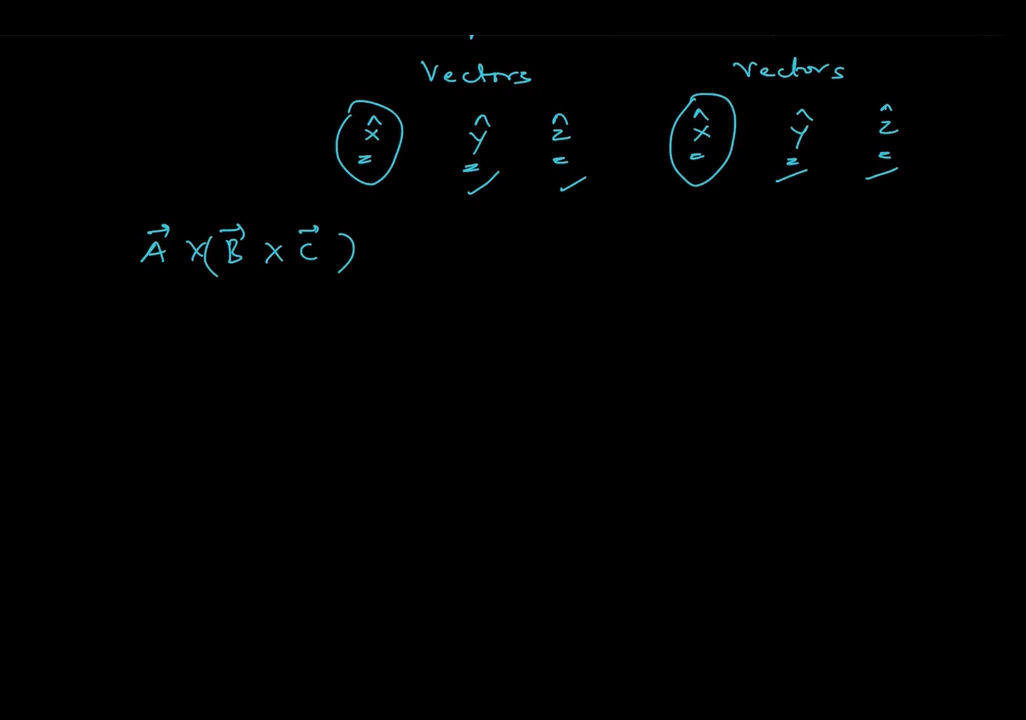 Vectors Vectors
x̂ ŷ ẑ x̂ ŷ ẑ
A⃗ × (B⃗ × C⃗)